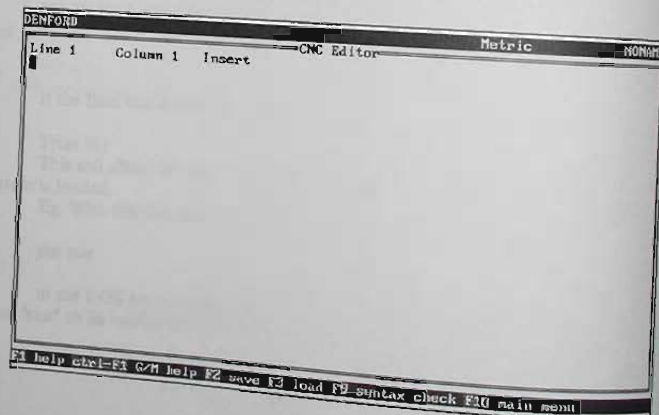 DENFORD Metric NONAM
CNC Editor
Line 1 Column 1 Insert
F1 help ctrl-F1 G/M help F2 save F3 load F9 syntax check F10 main menu